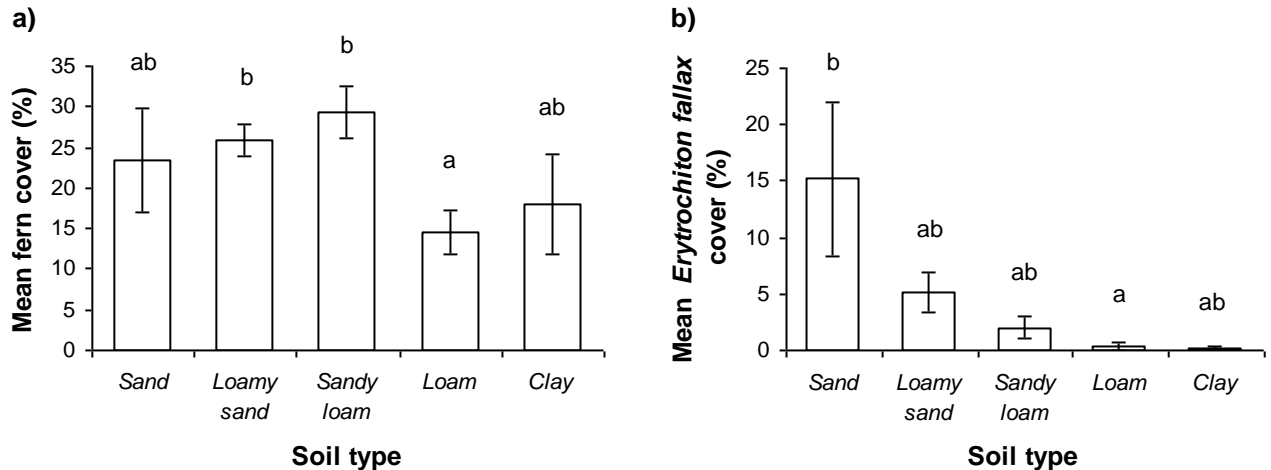 a)
Mean fern cover (%)
35
30
25
20
15
10
5
0
ab
b
b
a
ab
Sand
Loamy
sand
Sandy
loam
Loam
Clay
Soil type
b)
Mean Erytrochiton fallax
cover (%)
25
20
15
10
5
0
b
ab
ab
a
ab
Sand
Loamy
sand
Sandy
loam
Loam
Clay
Soil type